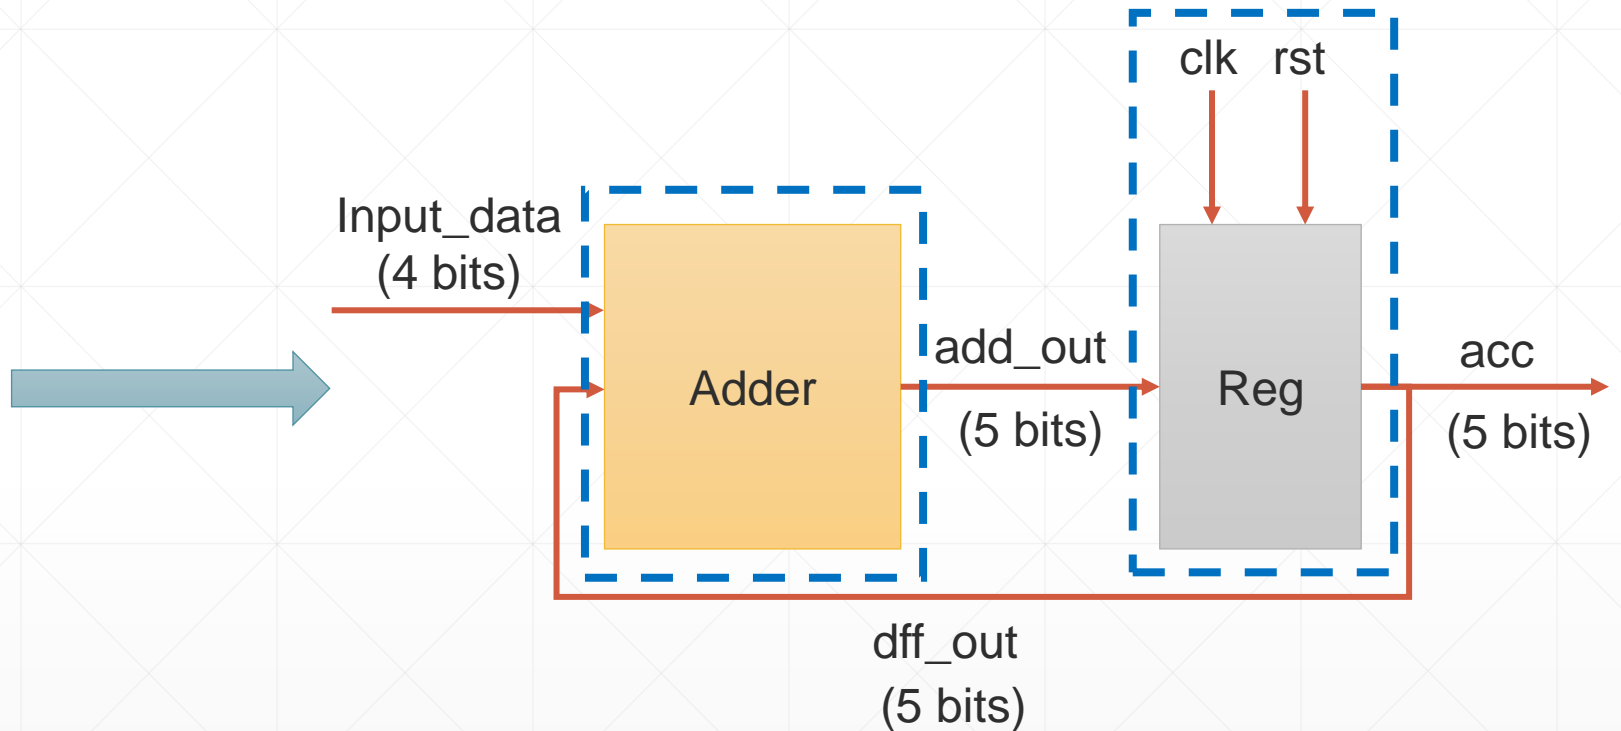 clk rst
Input_data
(4 bits)
Adder
add_out
(5 bits)
Reg
acc
(5 bits)
dff_out
(5 bits)